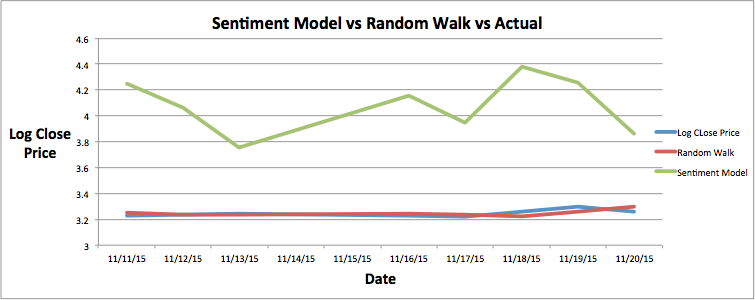 Sentiment Model vs Random Walk vs Actual
4.6
4.4
4.2
4
3.8
3.6
3.4
3.2
3
Log Close
Price
Log CLose Price
Random Walk
Sentiment Model
11/11/15 11/12/15 11/13/15 11/14/15 11/15/15 11/16/15 11/17/15 11/18/15 11/19/15 11/20/15
Date